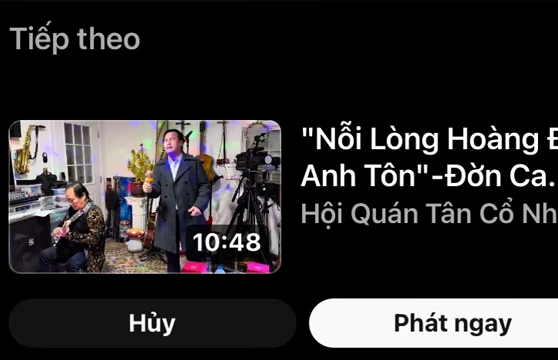 Tiếp theo
"Nỗi Lòng Hoàng
Anh Tôn"-Đờn Ca.
Hội Quán Tân Cổ Nh
10:48
Hủy
Phát ngay